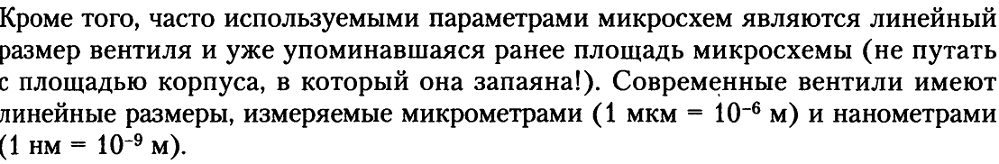 Кроме того, часто используемыми параметрами микросхем являются линейный
размер вентиля и уже упоминавшаяся ранее площадь микросхемы (не путать
с площадью корпуса, в который она запаяна!). Современные вентили имеют
линейные размеры, измеряемые микрометрами (1 мкм = 10⁻⁶ м) и нанометрами
(1 нм = 10⁻⁹ м).